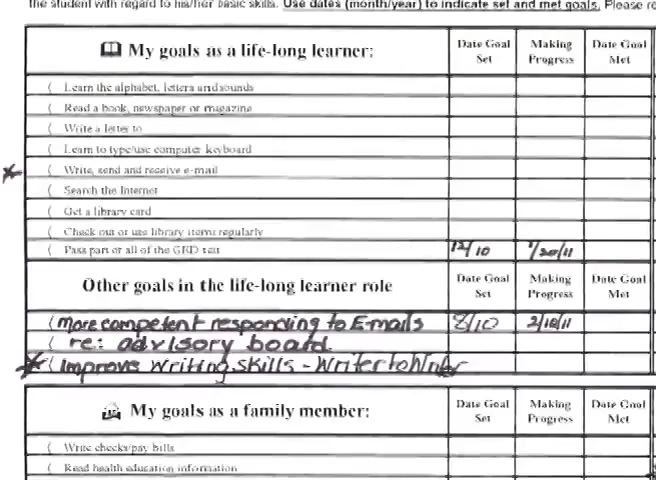 the student with regard to his/her basic skills. Use dates (month/year) to indicate set and met goals. Please
My goals as a life-long learner: Date Goal Set Making Progress Date Goal Met
( Learn the alphabet, letters and sounds
( Read a book, newspaper or magazine
( Write a letter to
( Learn to type/use computer keyboard
( Write, send and receive e-mail
( Search the Internet
( Get a library card
( Check out or use library items regularly
( Pass part or all of the GED test 12/10 1/20/11
Other goals in the life-long learner role Date Goal Set Making Progress Date Goal Met
( More competent responding to E-mails 8/10 2/10/11
( re: advisory board.
( Improve writing skills - Writer to Writer
My goals as a family member: Date Goal Set Making Progress Date Goal Met
( Write checks/pay bills
( Read health education information